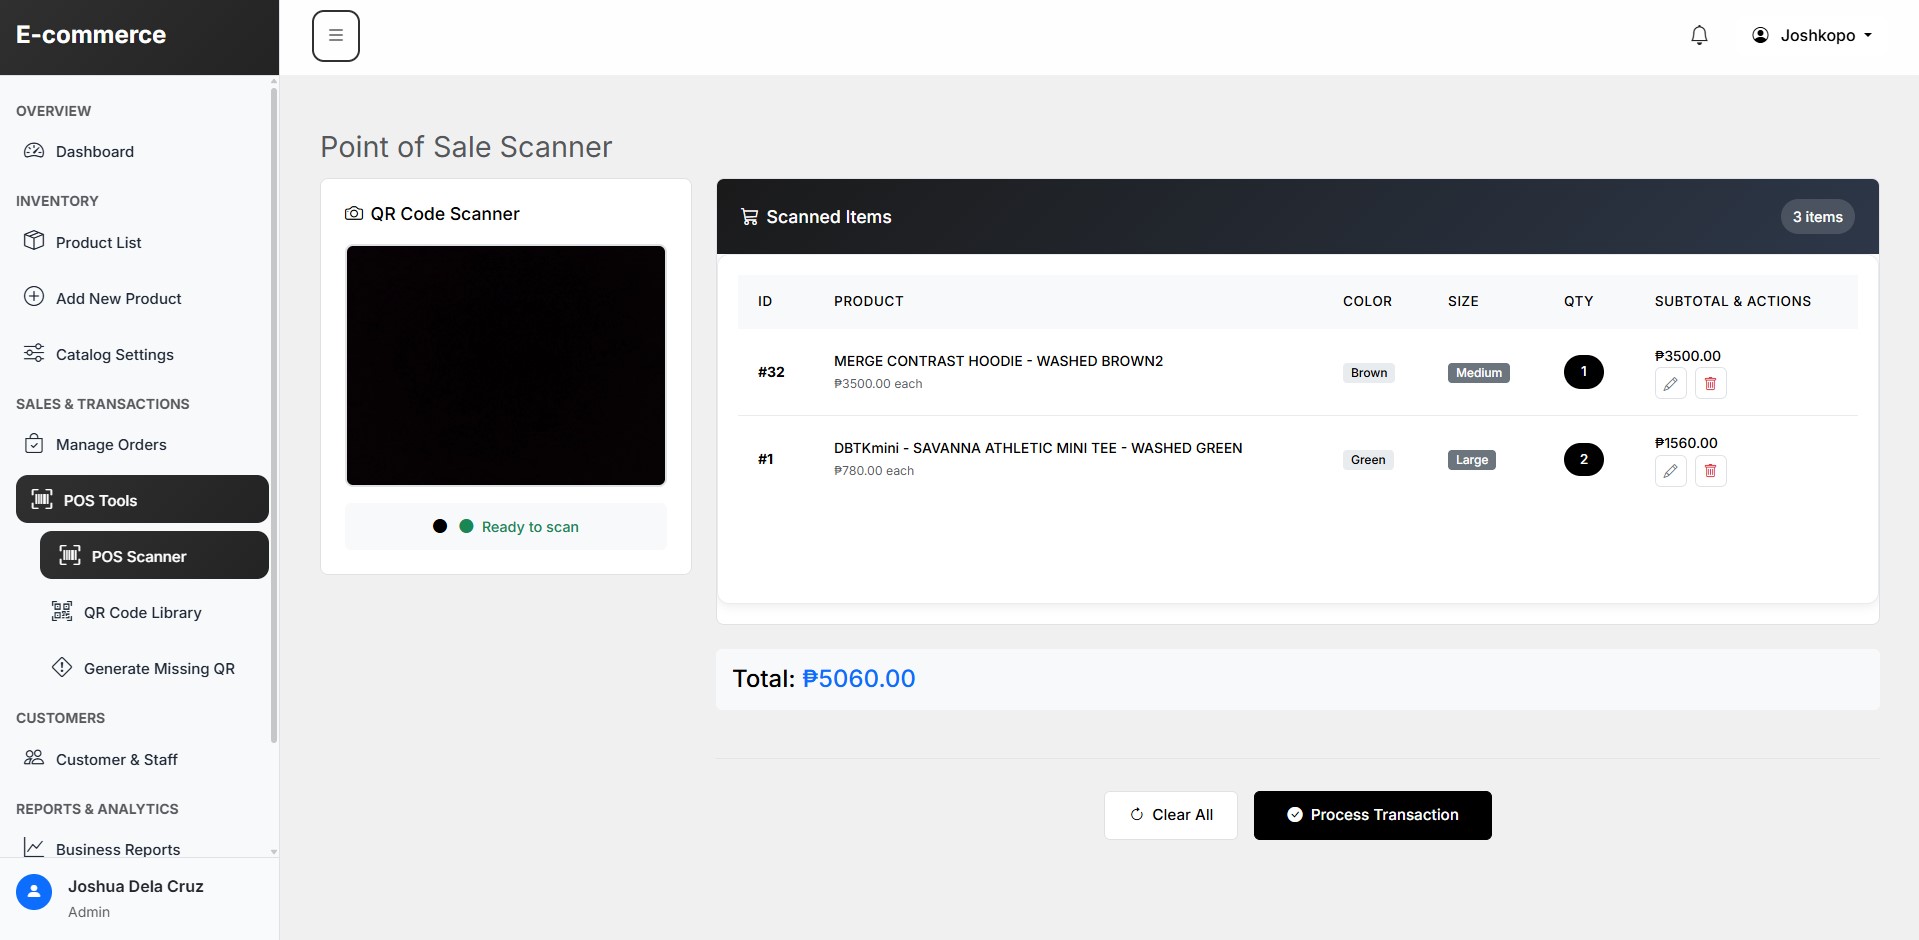 E-commerce
Joshkopo
OVERVIEW
Dashboard
INVENTORY
Product List
Add New Product
Catalog Settings
SALES & TRANSACTIONS
Manage Orders
POS Tools
POS Scanner
QR Code Library
Generate Missing QR
CUSTOMERS
Customer & Staff
REPORTS & ANALYTICS
Business Reports
Joshua Dela Cruz
Admin
Point of Sale Scanner
QR Code Scanner
Ready to scan
Scanned Items
3 items
ID PRODUCT COLOR SIZE QTY SUBTOTAL & ACTIONS
#32 MERGE CONTRAST HOODIE - WASHED BROWN2 Brown Medium 1 ₱3500.00
₱3500.00 each
#1 DBTKmini - SAVANNA ATHLETIC MINI TEE - WASHED GREEN Green Large 2 ₱1560.00
₱780.00 each
Total: ₱5060.00
Clear All
Process Transaction